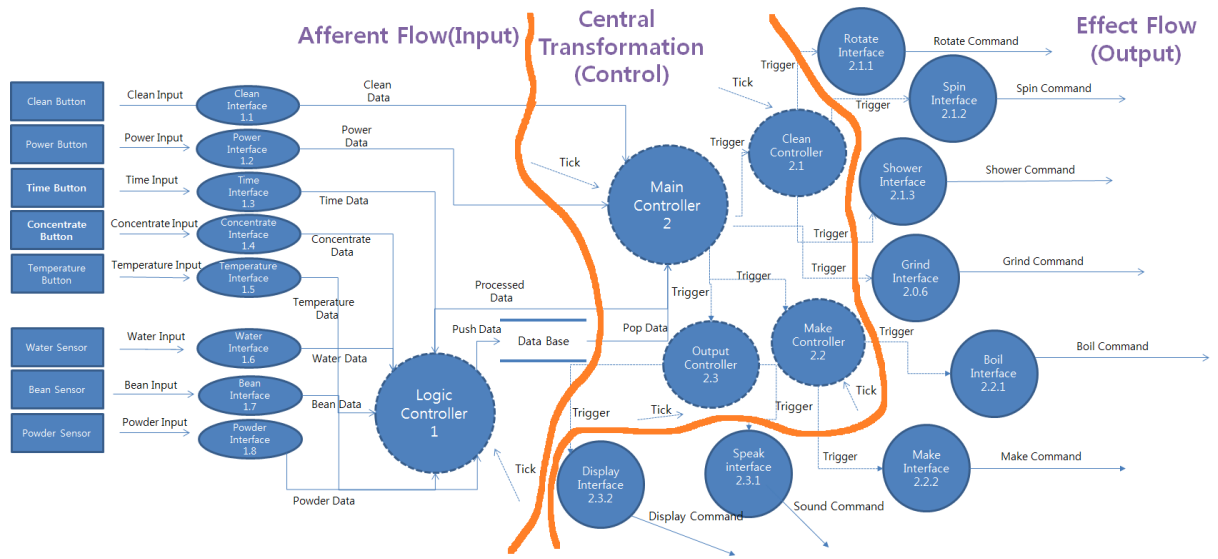 Afferent Flow(Input)
Central
Transformation
(Control)
Effect Flow
(Output)
Clean Button
Clean Input
Clean
Interface
1.1
Clean
Data
Power Button
Power Input
Power
Interface
1.2
Power
Data
Time Button
Time Input
Time
Interface
1.3
Time Data
Concentrate
Button
Concentrate Input
Concentrate
Interface
1.4
Concentrate
Data
Temperature
Button
Temperature Input
Temperature
Interface
1.5
Temperature
Data
Water Sensor
Water Input
Water
Interface
1.6
Water Data
Bean Sensor
Bean Input
Bean
Interface
1.7
Bean Data
Powder Sensor
Powder Input
Powder
Interface
1.8
Powder Data
Logic
Controller
1
Tick
Processed
Data
Push Data
Data Base
Pop Data
Tick
Main
Controller
2
Trigger
Tick
Clean
Controller
2.1
Trigger
Rotate
Interface
2.1.1
Rotate Command
Trigger
Spin
Interface
2.1.2
Spin Command
Trigger
Shower
Interface
2.1.3
Shower Command
Trigger
Grind
Interface
2.0.6
Grind Command
Trigger
Trigger
Output
Controller
2.3
Make
Controller
2.2
Tick
Tick
Trigger
Boil
Interface
2.2.1
Boil Command
Trigger
Make
Interface
2.2.2
Make Command
Trigger
Speak
interface
2.3.1
Sound Command
Trigger
Display
Interface
2.3.2
Display Command